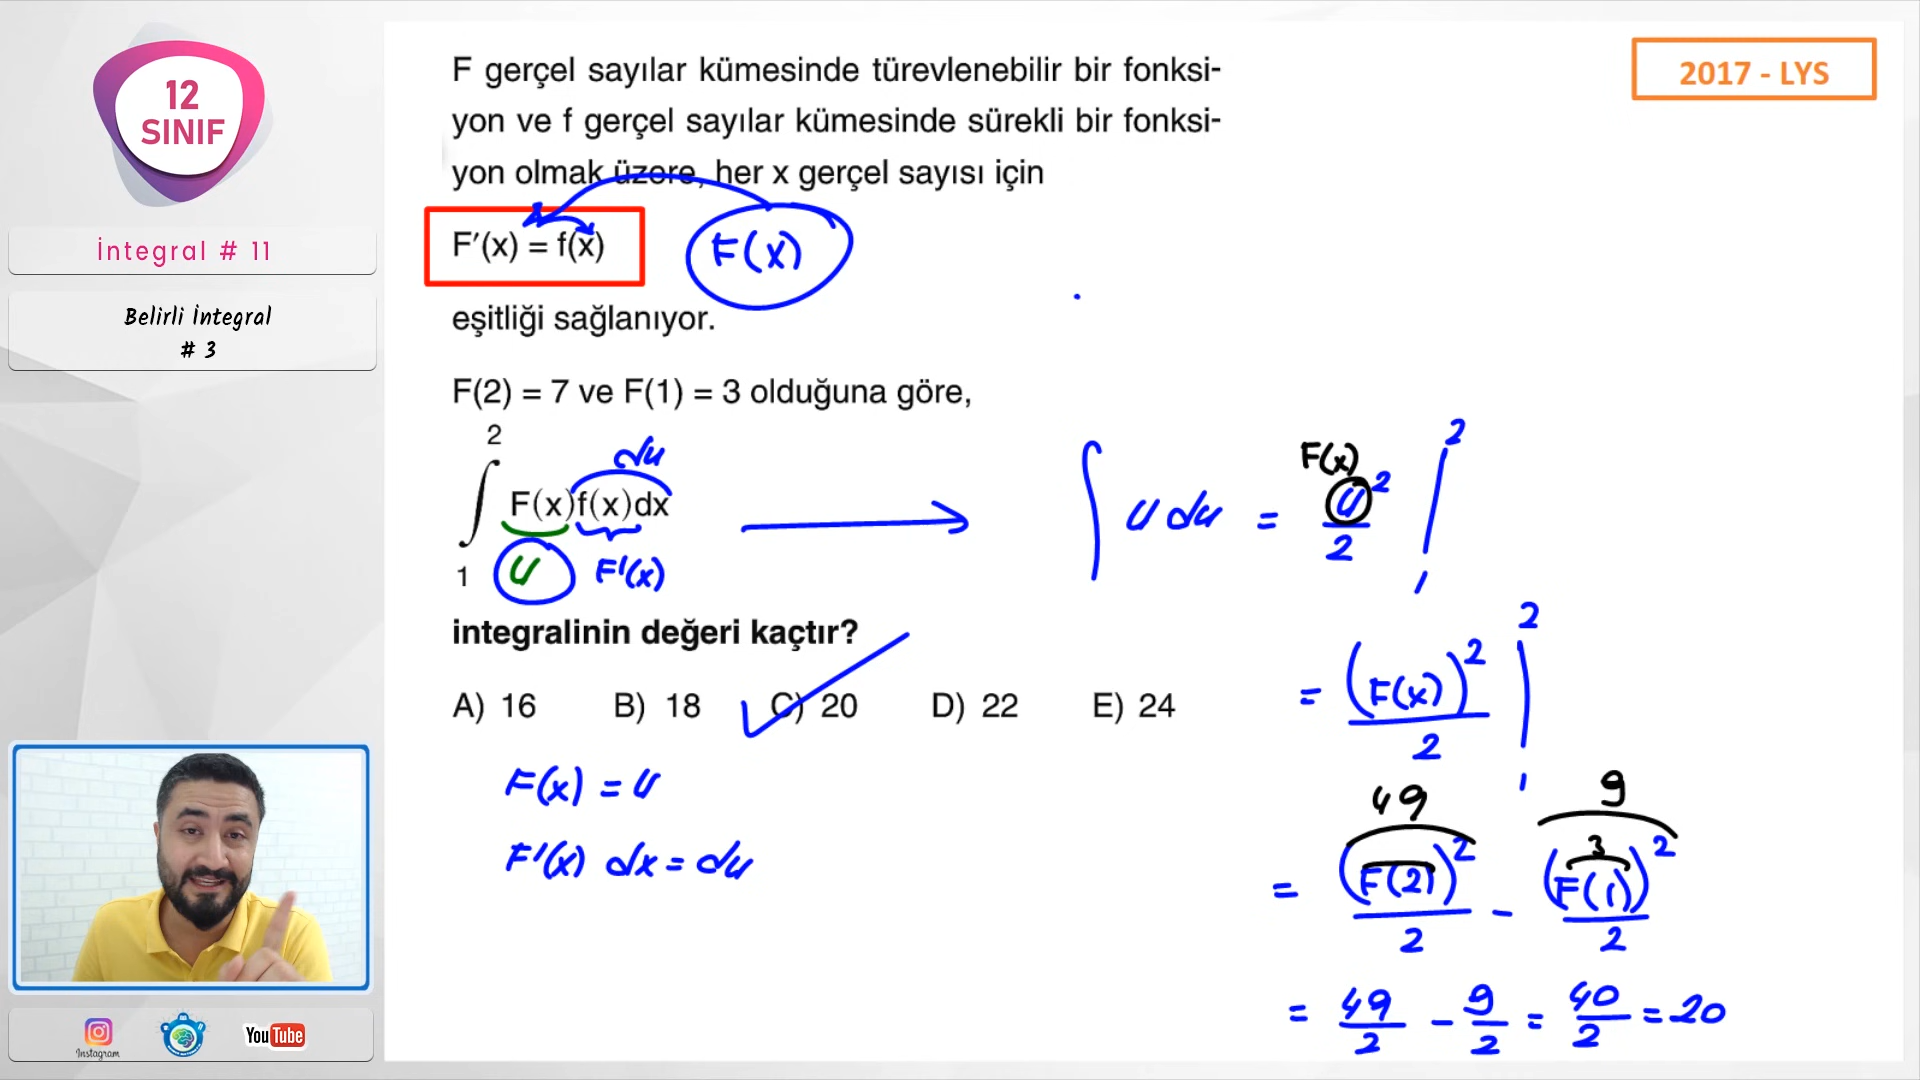 12
SINIF
İntegral # 11
Belirli İntegral
# 3
2017 - LYS
F gerçel sayılar kümesinde türevlenebilir bir fonksi-
yon ve f gerçel sayılar kümesinde sürekli bir fonksi-
yon olmak üzere, her x gerçel sayısı için
F′(x) = f(x)
F(x)
eşitliği sağlanıyor.
F(2) = 7 ve F(1) = 3 olduğuna göre,
du
∫₁² F(x)f(x)dx
U F'(x)
integralinin değeri kaçtır?
A) 16 B) 18 C) 20 D) 22 E) 24
F(x) = U
F'(x) dx = du
F(x)
∫ U du = U²/2 |₁²
= (F(x))²/2 |₁²
49 9
3
= (F(2))²/2 - (F(1))²/2
= 49/2 - 9/2 = 40/2 = 20
Instagram
YouTube